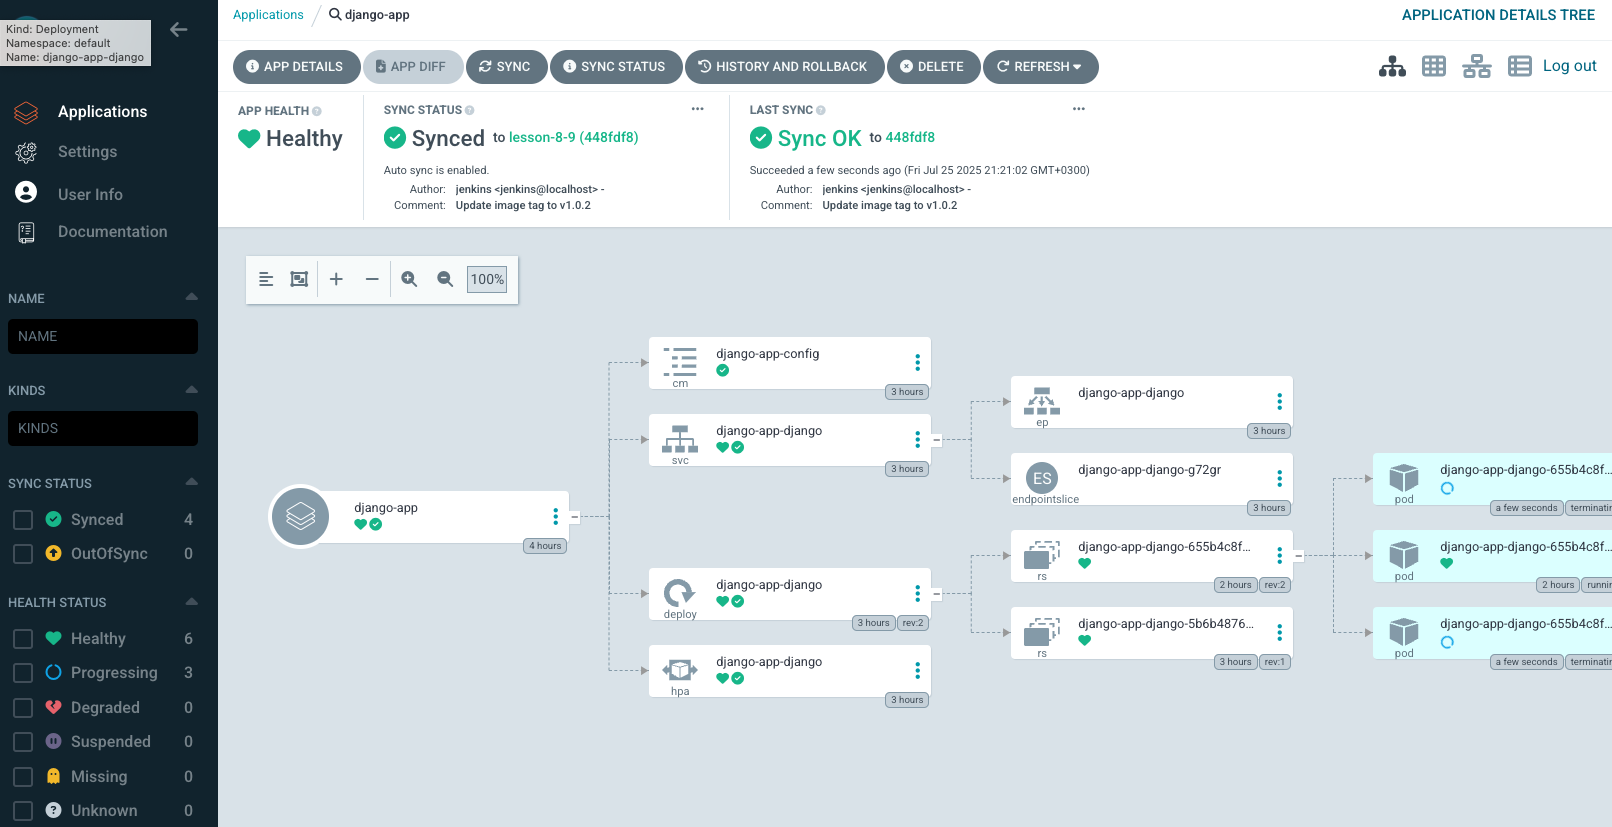 Kind: Deployment
Namespace: default
Name: django-app-django
Applications
Settings
User Info
Documentation
NAME
NAME
KINDS
KINDS
SYNC STATUS
Synced 4
OutOfSync 0
HEALTH STATUS
Healthy 6
Progressing 3
Degraded 0
Suspended 0
Missing 0
Unknown 0
Applications / django-app
APPLICATION DETAILS TREE
APP DETAILS APP DIFF SYNC SYNC STATUS HISTORY AND ROLLBACK DELETE REFRESH
Log out
APP HEALTH
Healthy
SYNC STATUS
Synced to lesson-8-9 (448fdf8)
Auto sync is enabled.
Author: jenkins <jenkins@localhost> -
Comment: Update image tag to v1.0.2
LAST SYNC
Sync OK to 448fdf8
Succeeded a few seconds ago (Fri Jul 25 2025 21:21:02 GMT+0300)
Author: jenkins <jenkins@localhost> -
Comment: Update image tag to v1.0.2
100%
django-app
4 hours
django-app-config
cm
3 hours
django-app-django
svc
3 hours
django-app-django
deploy
3 hours rev:2
django-app-django
hpa
3 hours
django-app-django
ep
3 hours
ES
django-app-django-g72gr
endpointslice
3 hours
django-app-django-655b4c8f...
rs
2 hours rev:2
django-app-django-5b6b4876...
rs
3 hours rev:1
django-app-django-655b4c8f...
pod
a few seconds terminatin
django-app-django-655b4c8f...
pod
2 hours runnin
django-app-django-655b4c8f...
pod
a few seconds terminatin